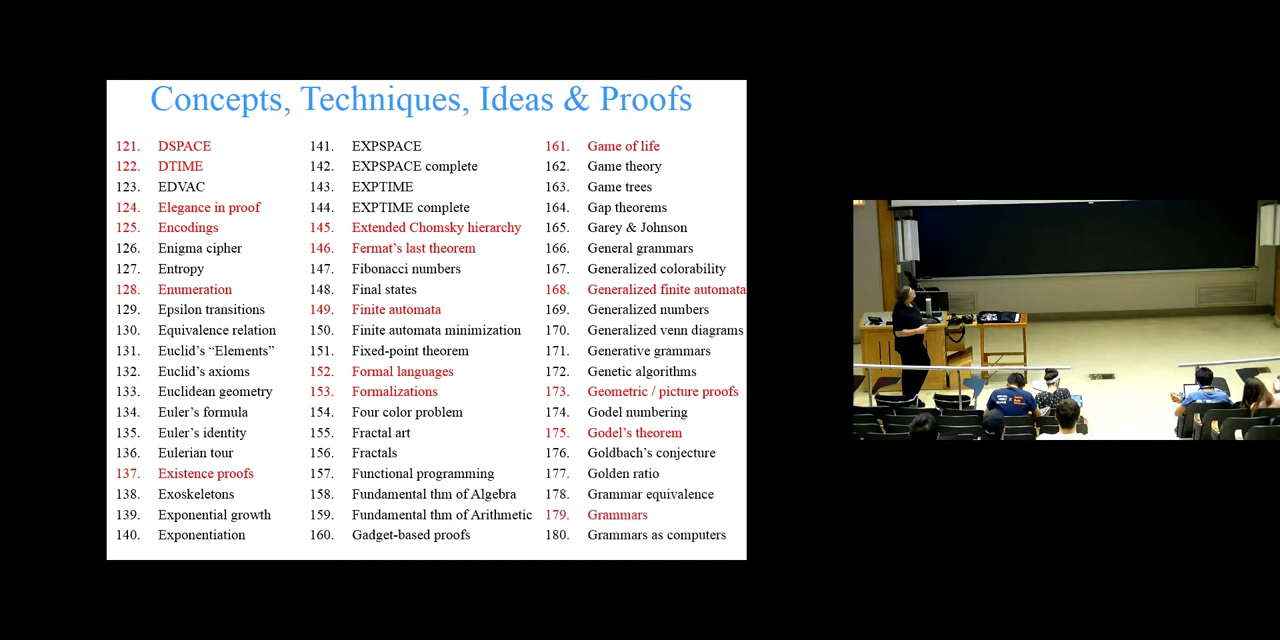 Concepts, Techniques, Ideas & Proofs
121. DSPACE
122. DTIME
123. EDVAC
124. Elegance in proof
125. Encodings
126. Enigma cipher
127. Entropy
128. Enumeration
129. Epsilon transitions
130. Equivalence relation
131. Euclid's “Elements”
132. Euclid's axioms
133. Euclidean geometry
134. Euler's formula
135. Euler's identity
136. Eulerian tour
137. Existence proofs
138. Exoskeletons
139. Exponential growth
140. Exponentiation
141. EXPSPACE
142. EXPSPACE complete
143. EXPTIME
144. EXPTIME complete
145. Extended Chomsky hierarchy
146. Fermat's last theorem
147. Fibonacci numbers
148. Final states
149. Finite automata
150. Finite automata minimization
151. Fixed-point theorem
152. Formal languages
153. Formalizations
154. Four color problem
155. Fractal art
156. Fractals
157. Functional programming
158. Fundamental thm of Algebra
159. Fundamental thm of Arithmetic
160. Gadget-based proofs
161. Game of life
162. Game theory
163. Game trees
164. Gap theorems
165. Garey & Johnson
166. General grammars
167. Generalized colorability
168. Generalized finite automata
169. Generalized numbers
170. Generalized venn diagrams
171. Generative grammars
172. Genetic algorithms
173. Geometric / picture proofs
174. Godel numbering
175. Godel's theorem
176. Goldbach's conjecture
177. Golden ratio
178. Grammar equivalence
179. Grammars
180. Grammars as computers